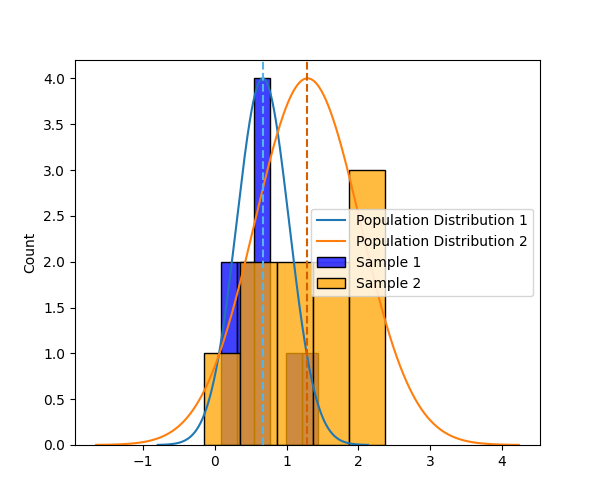 4.0
3.5
3.0
2.5
2.0
1.5
1.0
0.5
0.0
Count
Population Distribution 1
Population Distribution 2
Sample 1
Sample 2
−1 0 1 2 3 4